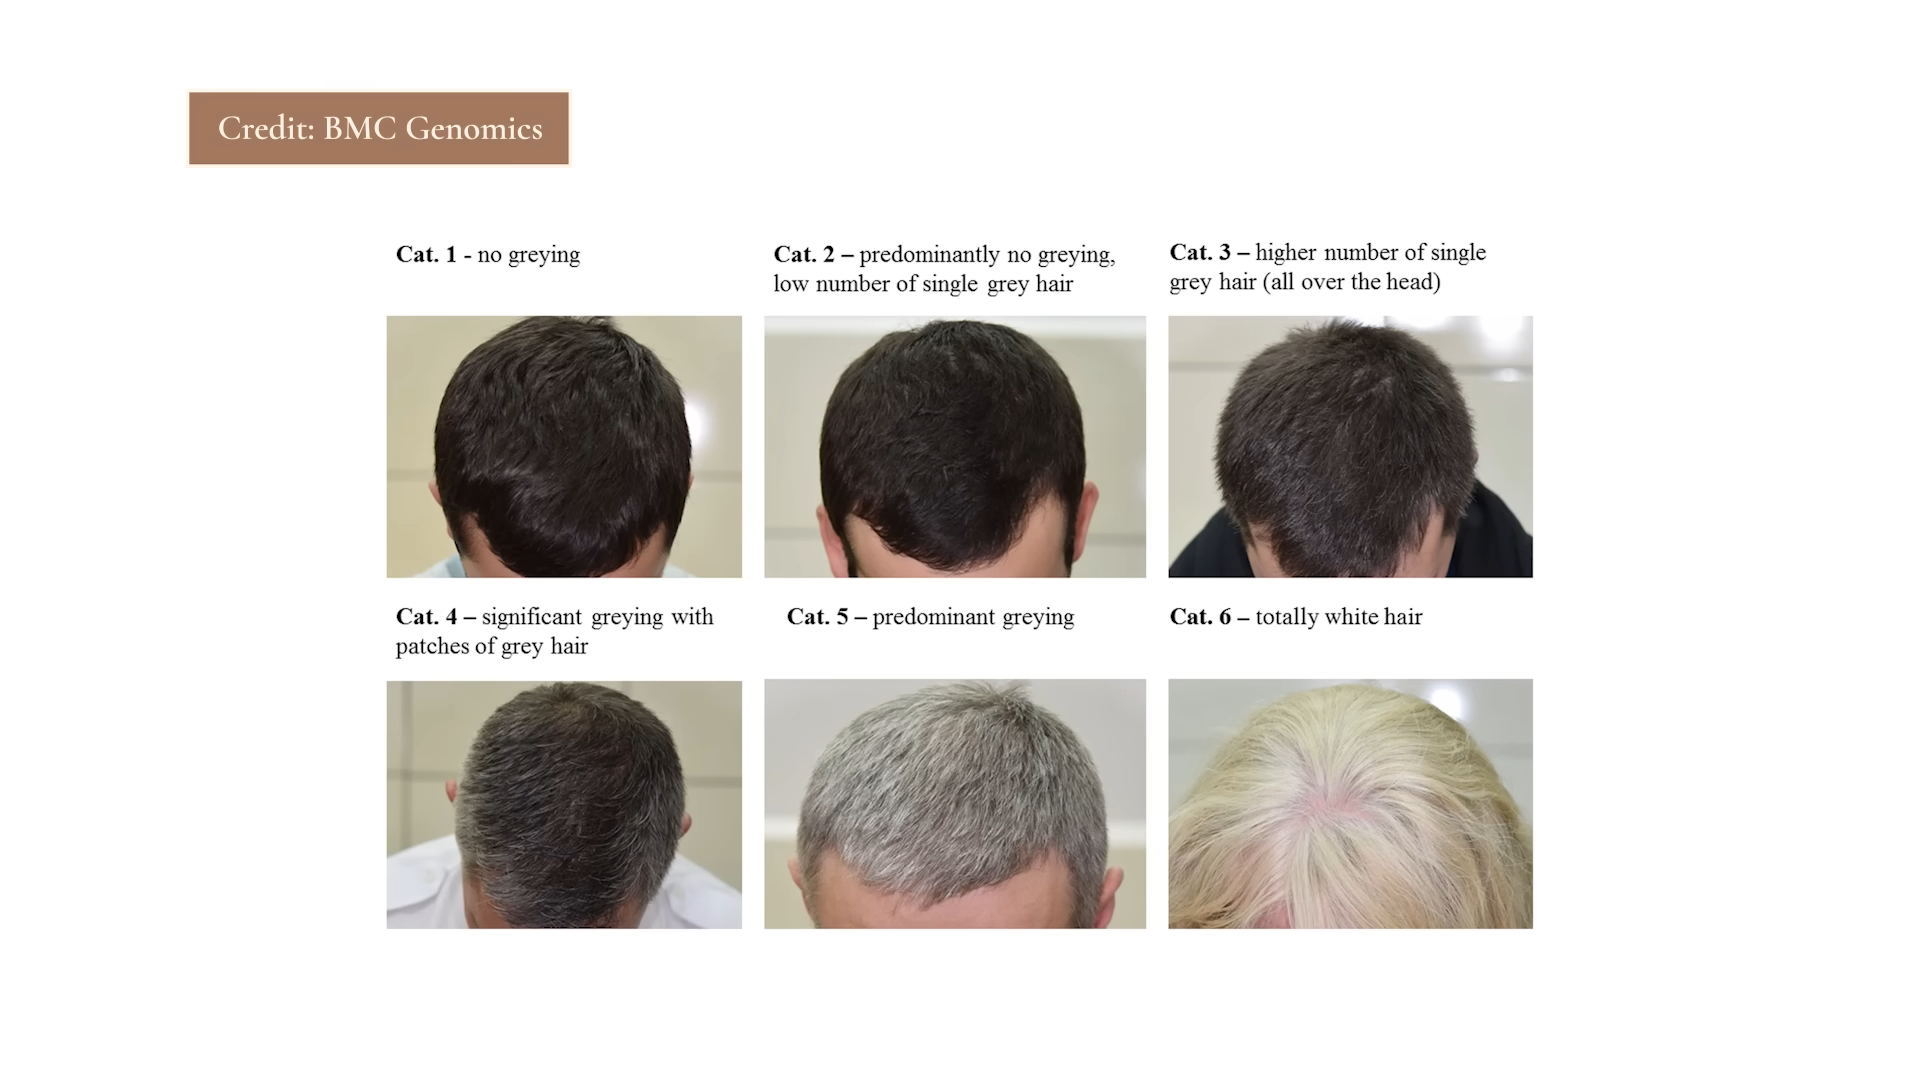 Credit: BMC Genomics
Cat. 1 - no greying
Cat. 2 – predominantly no greying,
low number of single grey hair
Cat. 3 – higher number of single
grey hair (all over the head)
Cat. 4 – significant greying with
patches of grey hair
Cat. 5 – predominant greying
Cat. 6 – totally white hair